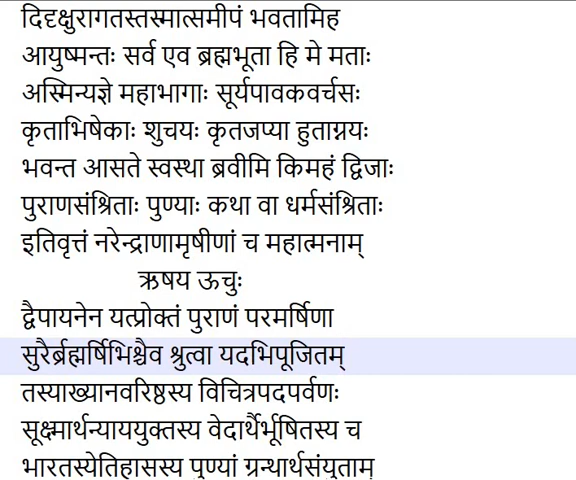 दिदृक्षुरागतस्तस्मात्समीपं भवतामिह
आयुष्मन्तः सर्व एव ब्रह्मभूता हि मे मताः
अस्मिन्यज्ञे महाभागाः सूर्यपावकवर्चसः
कृताभिषेकाः शुचयः कृतजप्या हुताग्नयः
भवन्त आसते स्वस्था ब्रवीमि किमहं द्विजाः
पुराणसंश्रिताः पुण्याः कथा वा धर्मसंश्रिताः
इतिवृत्तं नरेन्द्राणामृषीणां च महात्मनाम्
ऋषय ऊचुः
द्वैपायनेन यत्प्रोक्तं पुराणं परमर्षिणा
सुरैर्ब्रह्मर्षिभिश्चैव श्रुत्वा यदभिपूजितम्
तस्याख्यानवरिष्ठस्य विचित्रपदपर्वणः
सूक्ष्मार्थन्याययुक्तस्य वेदार्थैर्भूषितस्य च
भारतस्येतिहासस्य पुण्यां ग्रन्थार्थसंयुताम्